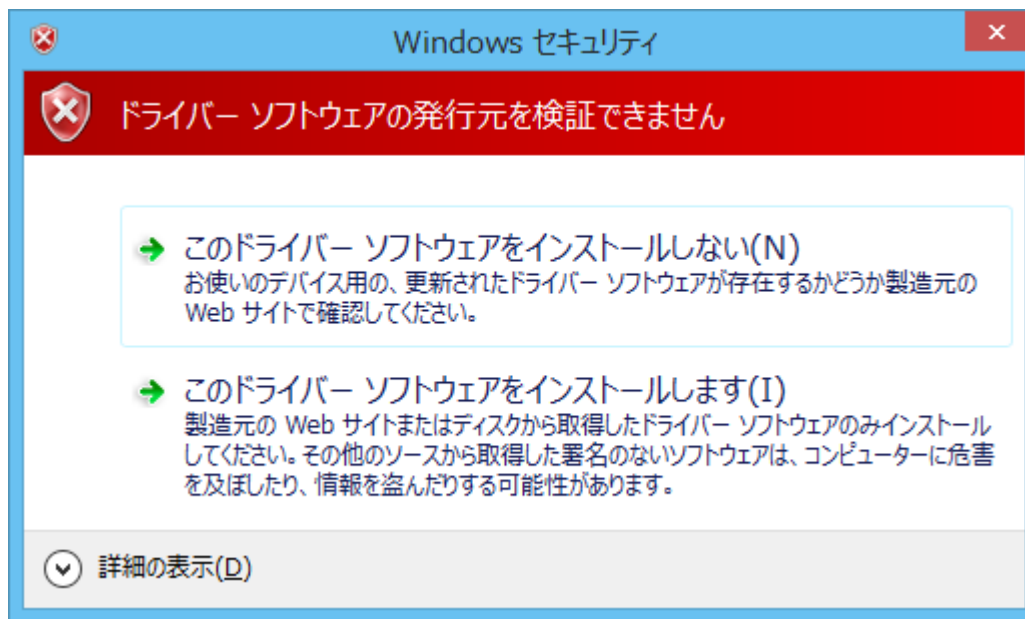 Windows セキュリティ
ドライバー ソフトウェアの発行元を検証できません
このドライバー ソフトウェアをインストールしない(N)
お使いのデバイス用の、更新されたドライバー ソフトウェアが存在するかどうか製造元の
Web サイトで確認してください。
このドライバー ソフトウェアをインストールします(I)
製造元の Web サイトまたはディスクから取得したドライバー ソフトウェアのみインストール
してください。その他のソースから取得した署名のないソフトウェアは、コンピューターに危害
を及ぼしたり、情報を盗んだりする可能性があります。
詳細の表示(D)